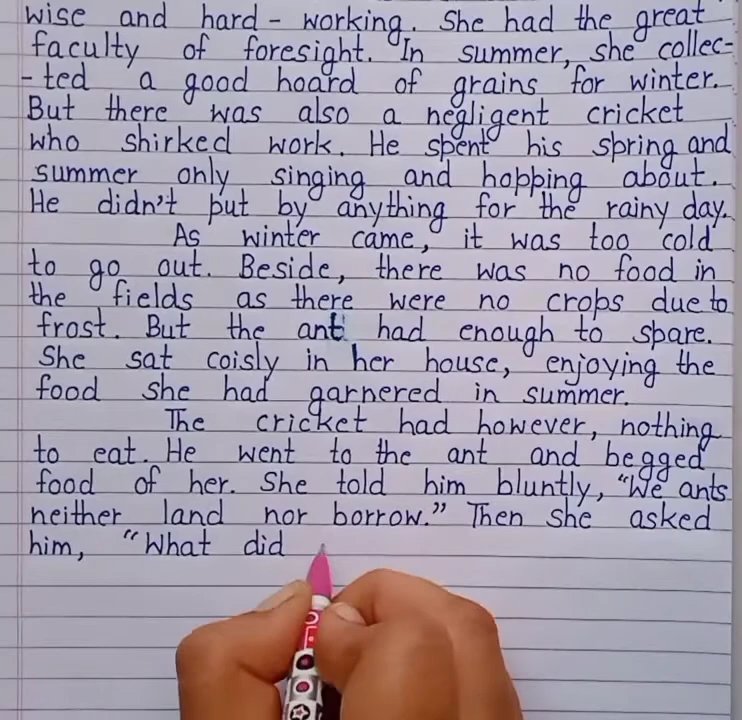 wise and hard - working. She had the great
faculty of foresight. In summer, she collec-
-ted a good hoard of grains for winter.
But there was also a negligent cricket
who shirked work. He spent his spring and
summer only singing and hopping about.
He didn't put by anything for the rainy day.
As winter came, it was too cold
to go out. Beside, there was no food in
the fields as there were no crops due to
frost. But the ant had enough to spare.
She sat coisly in her house, enjoying the
food she had garnered in summer.
The cricket had however, nothing
to eat. He went to the ant and begged
food of her. She told him bluntly, "We ants
neither land nor borrow." Then she asked
him, "What did